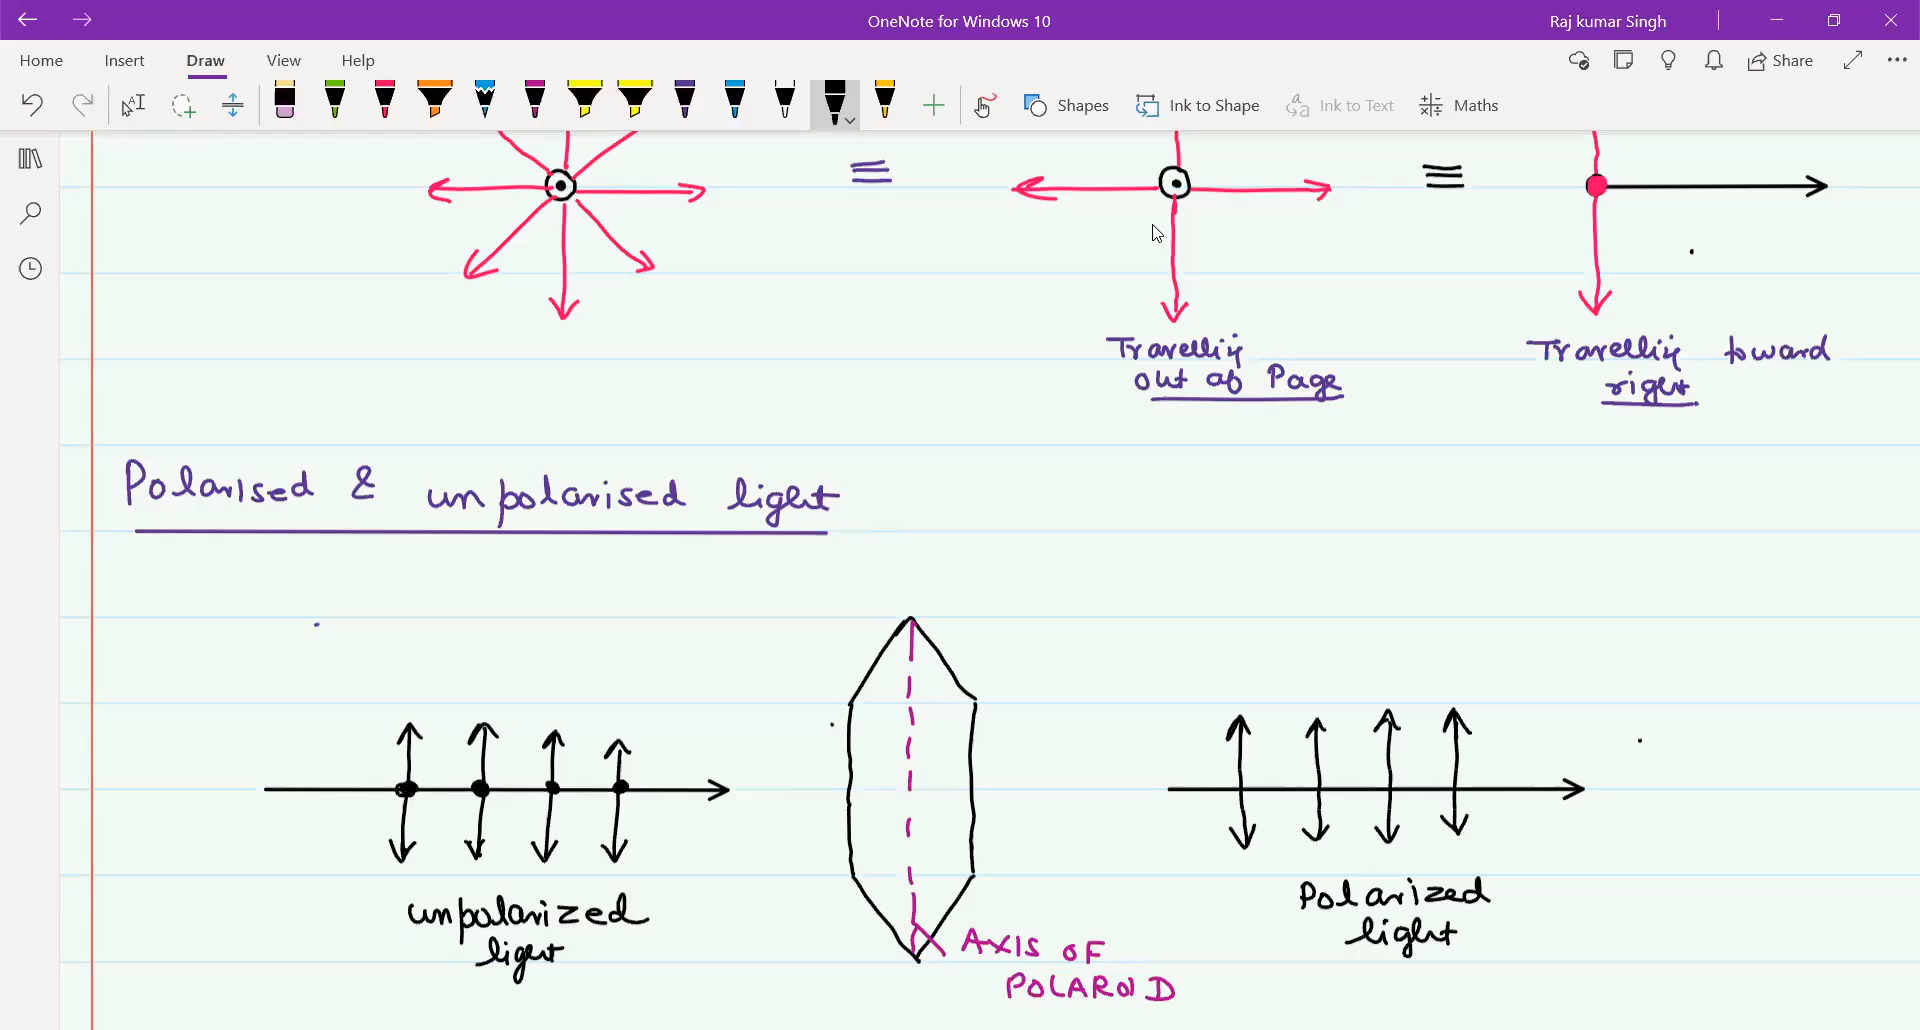 OneNote for Windows 10
Raj kumar Singh
Home Insert Draw View Help
Share
Shapes Ink to Shape Ink to Text Maths
≡ ≡
Travelling
out of Page
Travelling toward
right
Polarised & unpolarised light
unpolarized
light
AXIS OF
POLAROID
Polarized
light